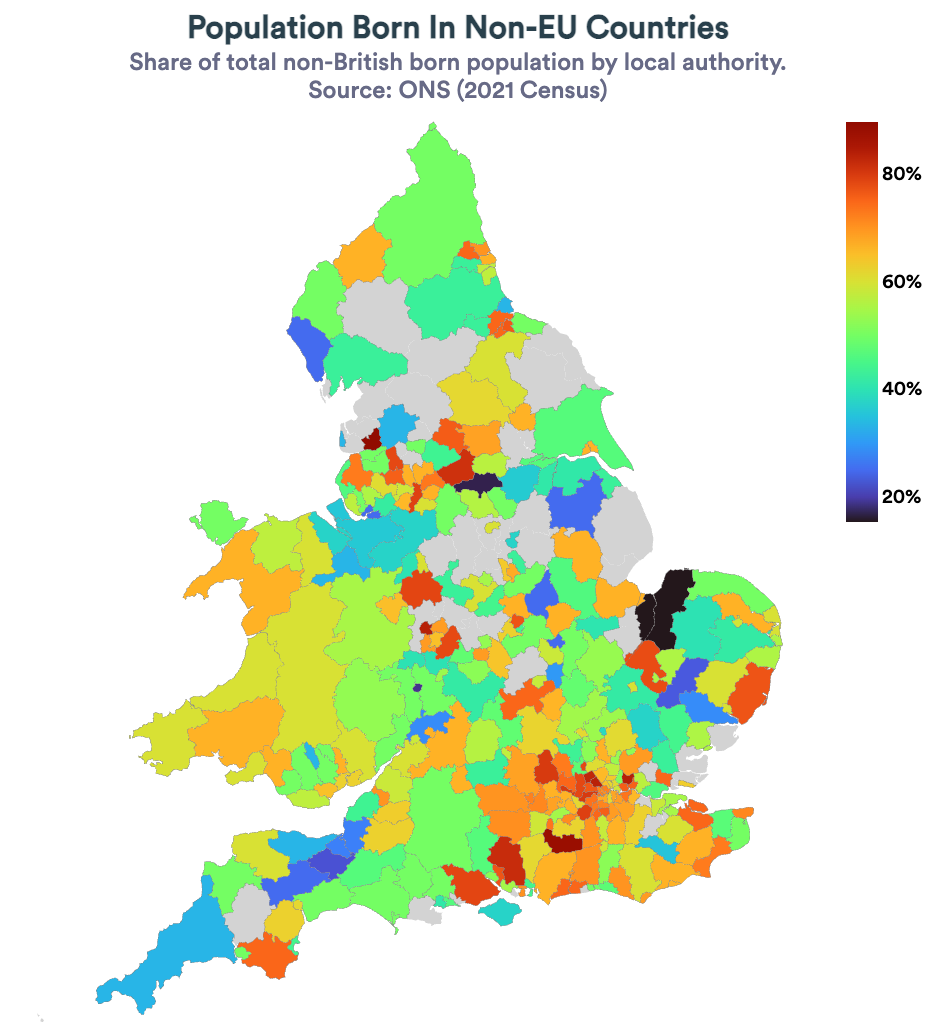 Population Born In Non-EU Countries
Share of total non-British born population by local authority.
Source: ONS (2021 Census)
80%
60%
40%
20%